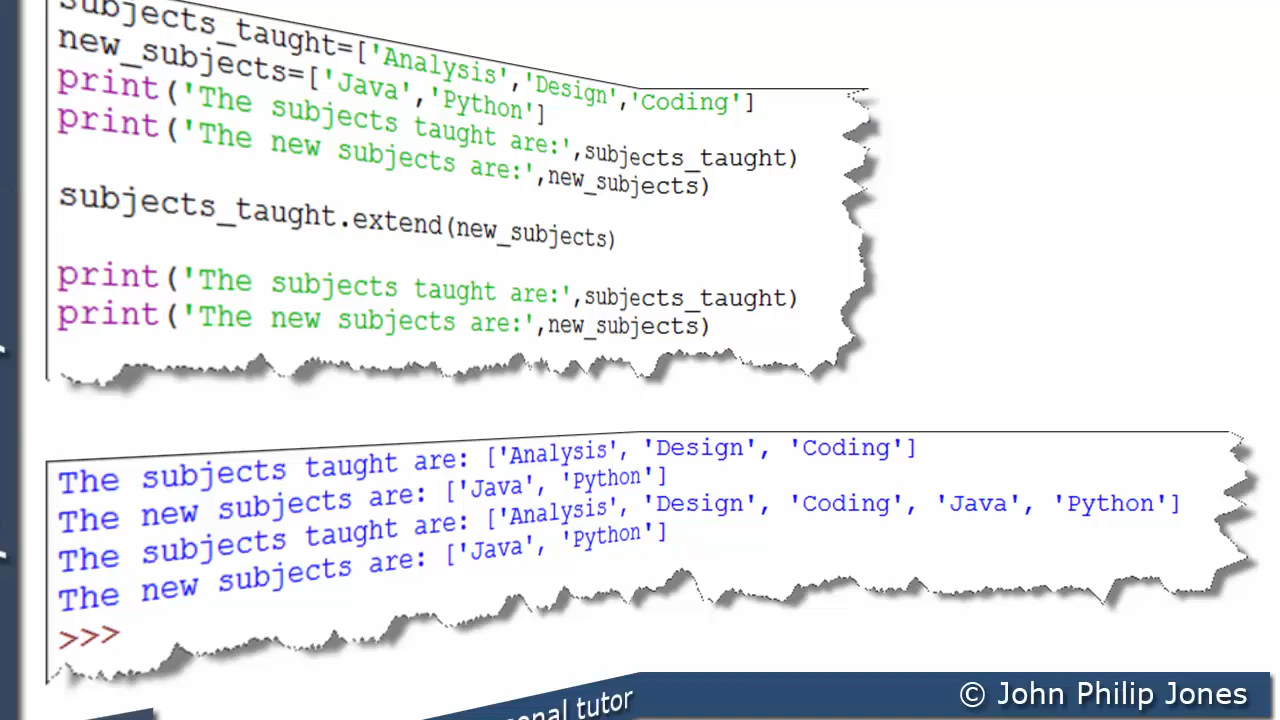 subjects_taught=['Analysis','Design','Coding']
new_subjects=['Java','Python']
print('The subjects taught are:',subjects_taught)
print('The new subjects are:',new_subjects)
subjects_taught.extend(new_subjects)
print('The subjects taught are:',subjects_taught)
print('The new subjects are:',new_subjects)
The subjects taught are: ['Analysis', 'Design', 'Coding']
The new subjects are: ['Java', 'Python']
The subjects taught are: ['Analysis', 'Design', 'Coding', 'Java', 'Python']
The new subjects are: ['Java', 'Python']
>>>
tutor
© John Philip Jones